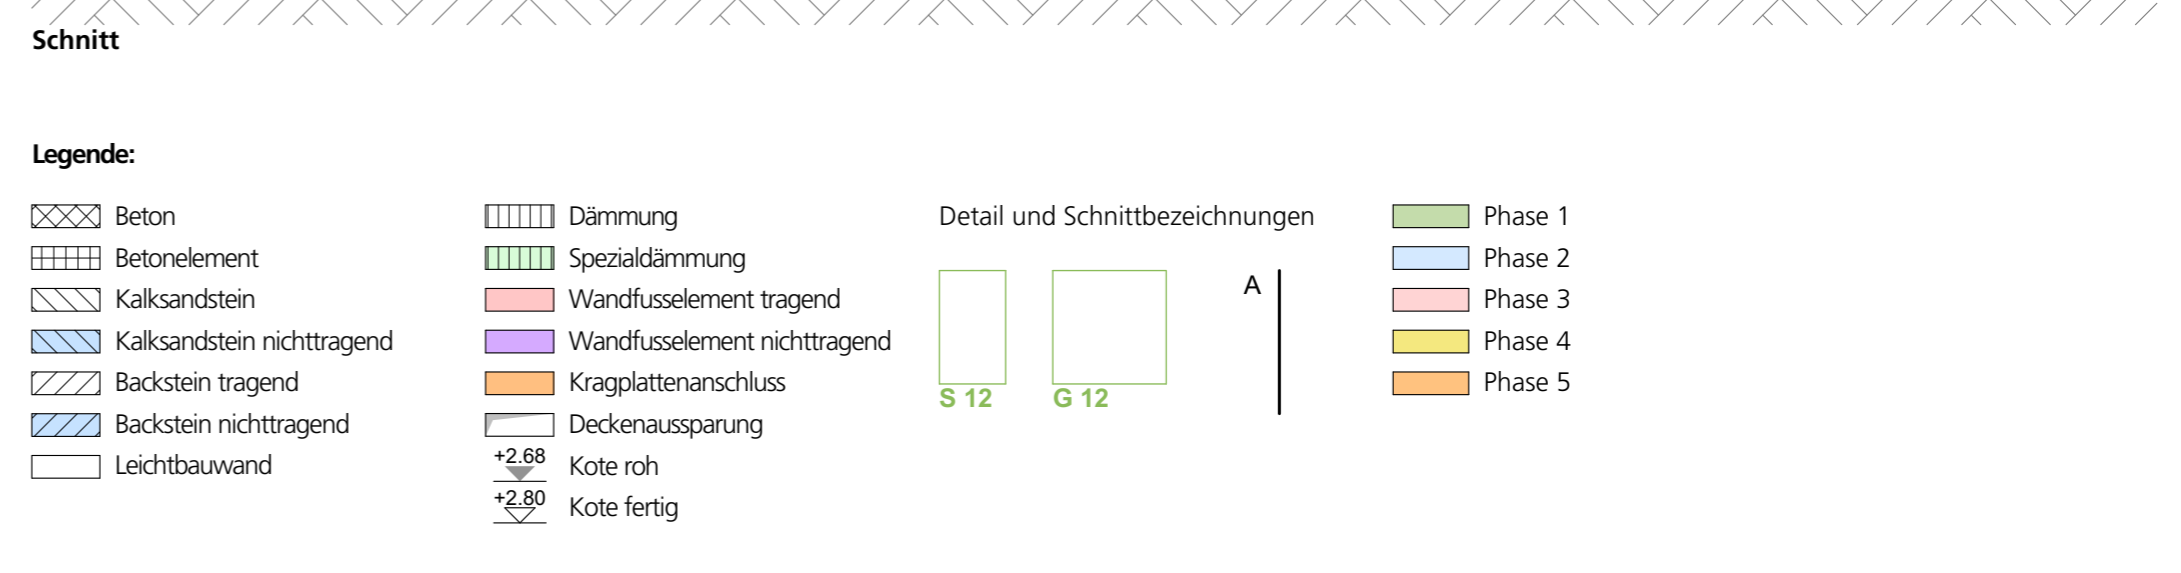 Schnitt
Legende:
Beton
Betonelement
Kalksandstein
Kalksandstein nichttragend
Backstein tragend
Backstein nichttragend
Leichtbauwand
Dämmung
Spezialdämmung
Wandfusselement tragend
Wandfusselement nichttragend
Kragplattenanschluss
Deckenaussparung
+2.68 Kote roh
+2.80 Kote fertig
Detail und Schnittbezeichnungen
S 12
G 12
A
Phase 1
Phase 2
Phase 3
Phase 4
Phase 5